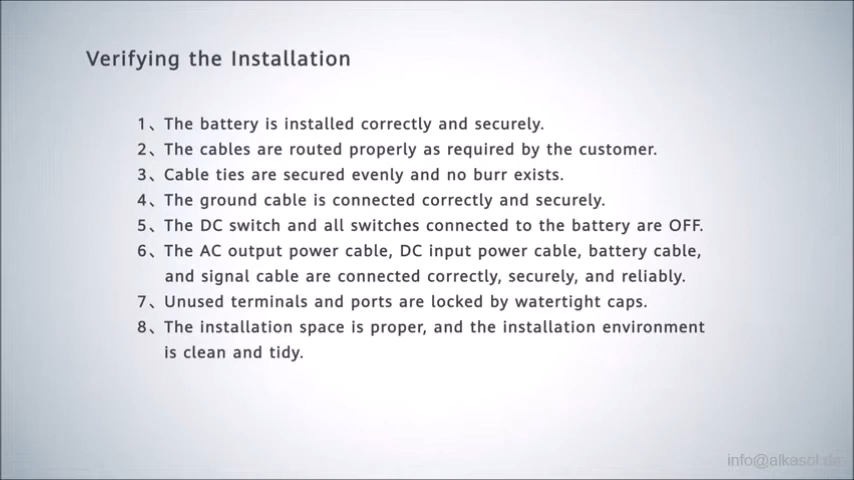 Verifying the Installation
1、The battery is installed correctly and securely.
2、The cables are routed properly as required by the customer.
3、Cable ties are secured evenly and no burr exists.
4、The ground cable is connected correctly and securely.
5、The DC switch and all switches connected to the battery are OFF.
6、The AC output power cable, DC input power cable, battery cable,
and signal cable are connected correctly, securely, and reliably.
7、Unused terminals and ports are locked by watertight caps.
8、The installation space is proper, and the installation environment
is clean and tidy.